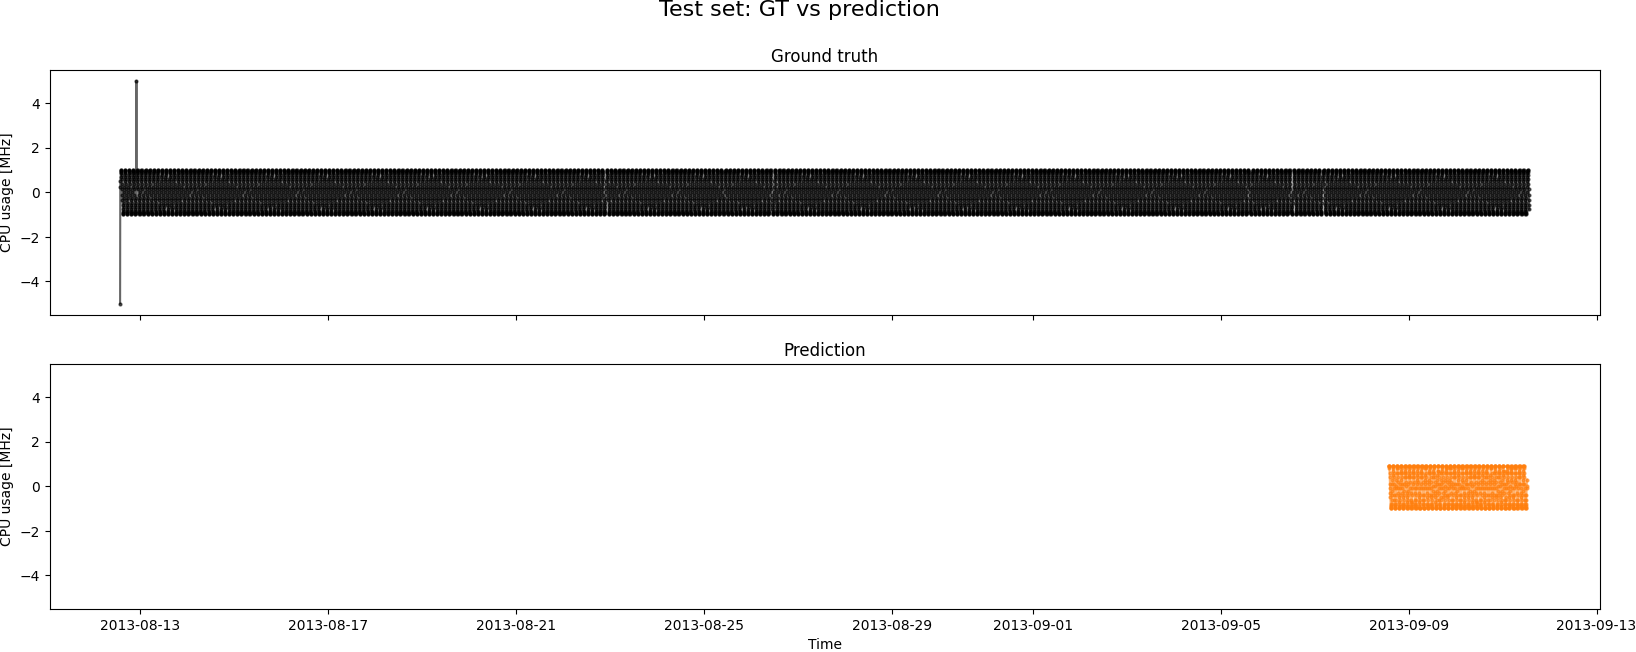 Test set: GT vs prediction
Ground truth
CPU usage [MHz]
4
2
0
−2
−4
Prediction
CPU usage [MHz]
4
2
0
−2
−4
2013-08-13 2013-08-17 2013-08-21 2013-08-25 2013-08-29 2013-09-01 2013-09-05 2013-09-09 2013-09-13
Time